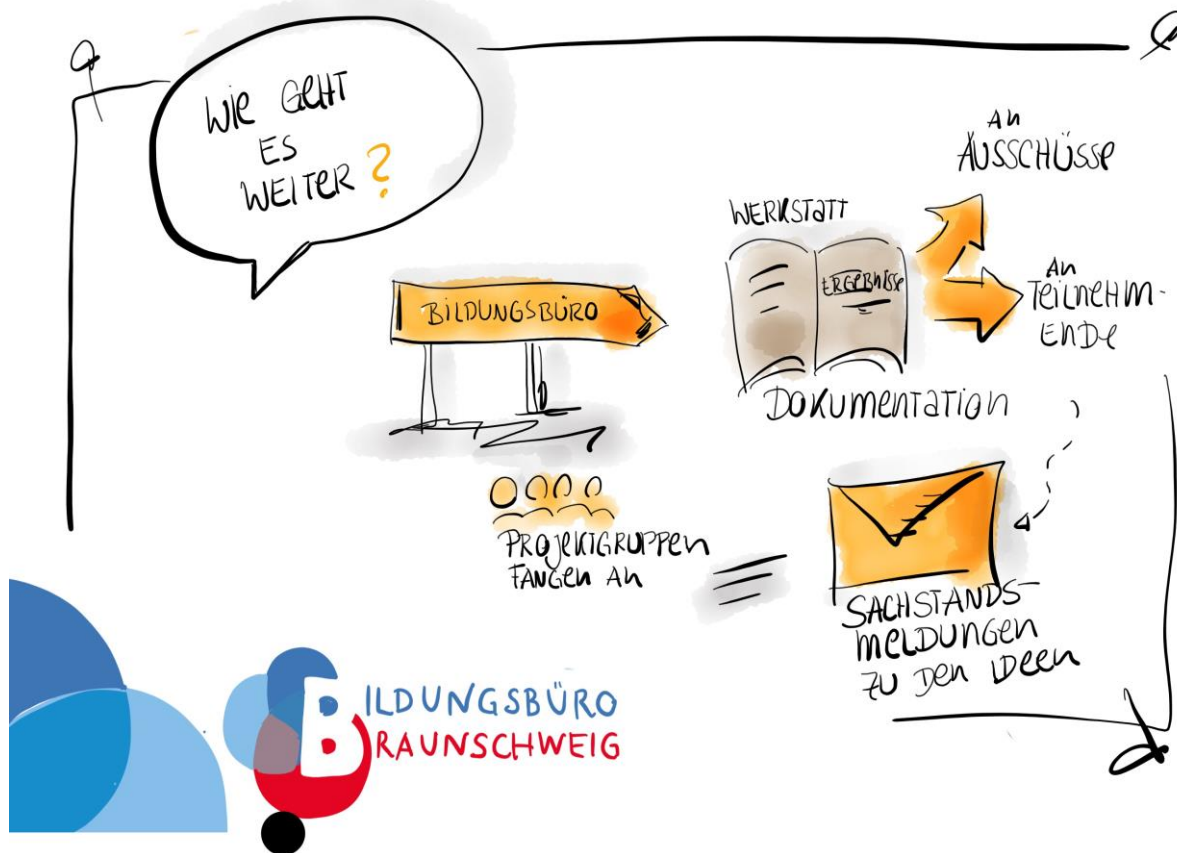 WIE GEHT
ES
WEITER ?
AN
AUSSCHÜSSE
WERKSTATT
ERGEBNISSE
AN
TEILNEHM-
ENDE
BILDUNGSBÜRO
DOKUMENTATION
PROJEKTGRUPPEN
FANGEN AN
SACHSTANDS-
MELDUNGEN
ZU DEN IDEEN
BILDUNGSBÜRO
BRAUNSCHWEIG